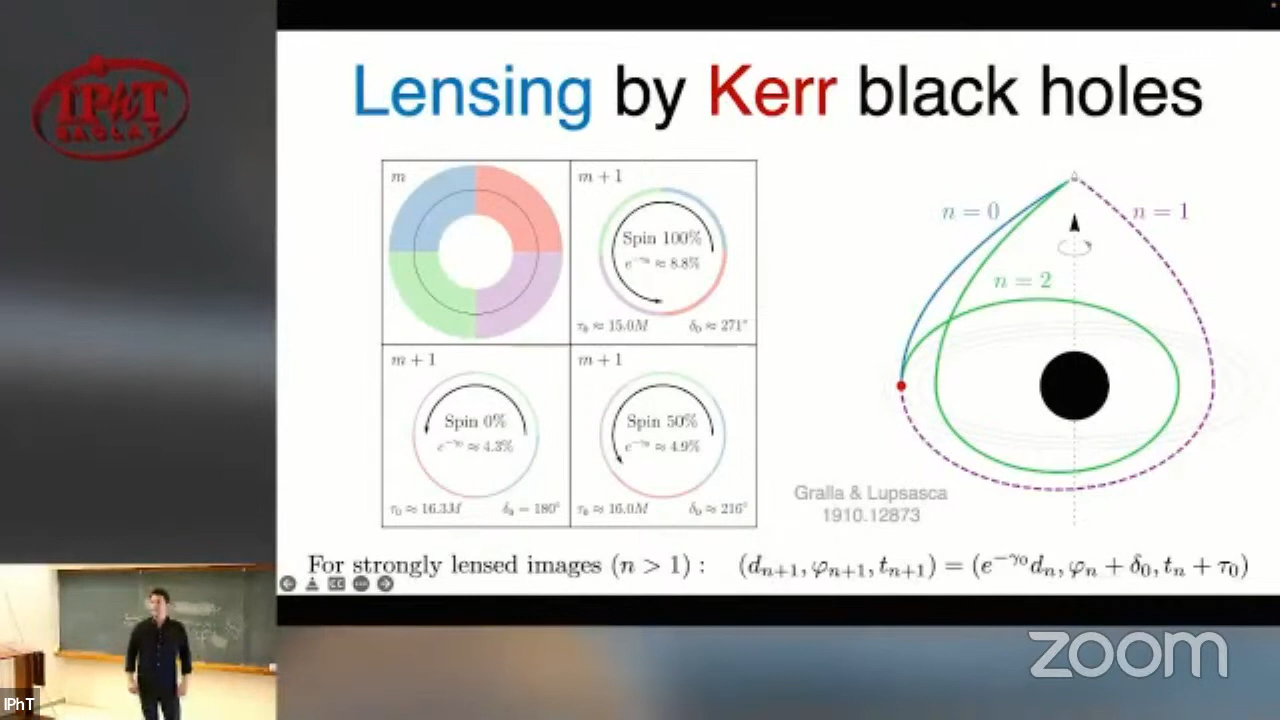 IPhT
SACLAY
Lensing by Kerr black holes
m
m + 1
Spin 100%
e^{-γ₀} ≈ 8.8%
τ₀ ≈ 15.0M
δ₀ ≈ 271°
m + 1
Spin 0%
e^{-γ₀} ≈ 4.3%
τ₀ ≈ 16.3M
δ₀ = 180°
m + 1
Spin 50%
e^{-γ₀} ≈ 4.9%
τ₀ ≈ 16.0M
δ₀ ≈ 216°
n = 0
n = 1
n = 2
Gralla & Lupsasca
1910.12873
For strongly lensed images (n > 1) : (d_{n+1}, φ_{n+1}, t_{n+1}) = (e^{-γ₀}d_n, φ_n + δ₀, t_n + τ₀)
CC
IPhT
zoom